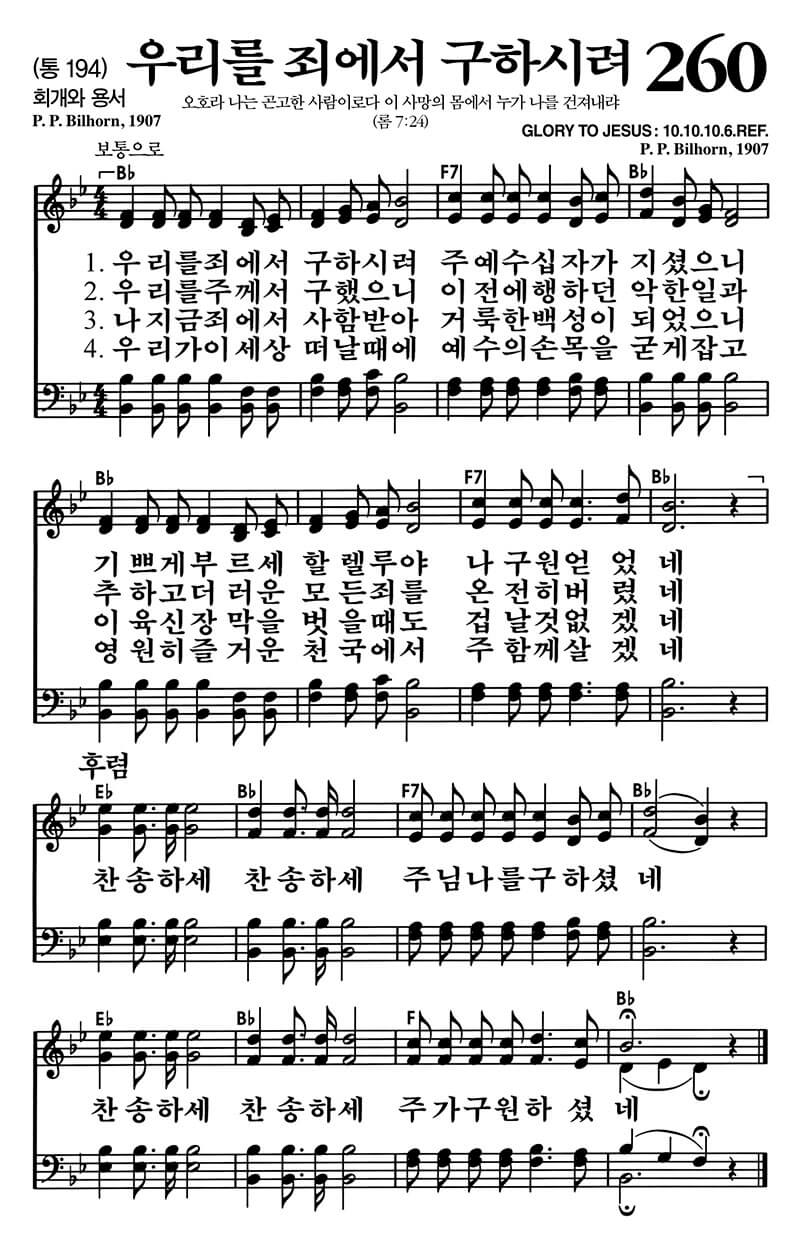 (통 194) 우리를 죄에서 구하시려 260
회개와 용서 오호라 나는 곤고한 사람이로다 이 사망의 몸에서 누가 나를 건져내랴
P. P. Bilhorn, 1907 (롬 7:24)
GLORY TO JESUS : 10.10.10.6.REF.
보통으로 P. P. Bilhorn, 1907
B♭ F7 B♭
1. 우리를죄에서 구하시려 주예수십자가 지셨으니
2. 우리를주께서 구했으니 이전에행하던 악한일과
3. 나지금죄에서 사함받아 거룩한백성이 되었으니
4. 우리가이세상 떠날때에 예수의손목을 굳게잡고
B♭ F7 B♭
기쁘게부르세 할렐루야 나구원얻었네
추하고더러운 모든죄를 온전히버렸네
이육신장막을 벗을때도 겁날것없겠네
영원히즐거운 천국에서 주함께살겠네
후렴
E♭ B♭ F7 B♭
찬송하세 찬송하세 주님나를구하셨네
E♭ B♭ F B♭
찬송하세 찬송하세 주가구원하셨네